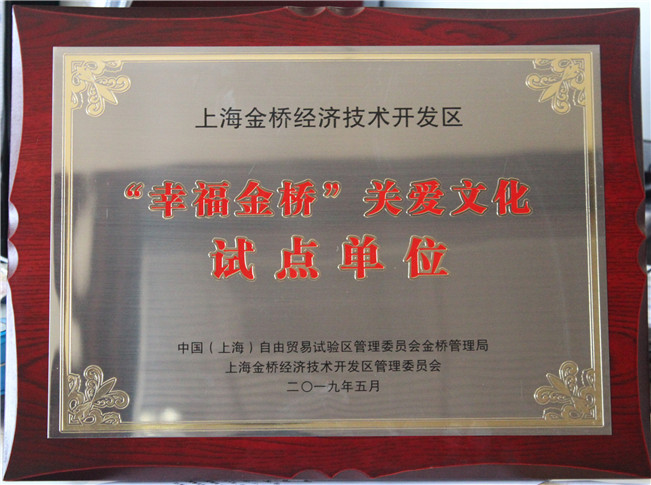 上海金桥经济技术开发区
“幸福金桥”关爱文化
试点单位
中国（上海）自由贸易试验区管理委员会金桥管理局
上海金桥经济技术开发区管理委员会
二〇一九年五月